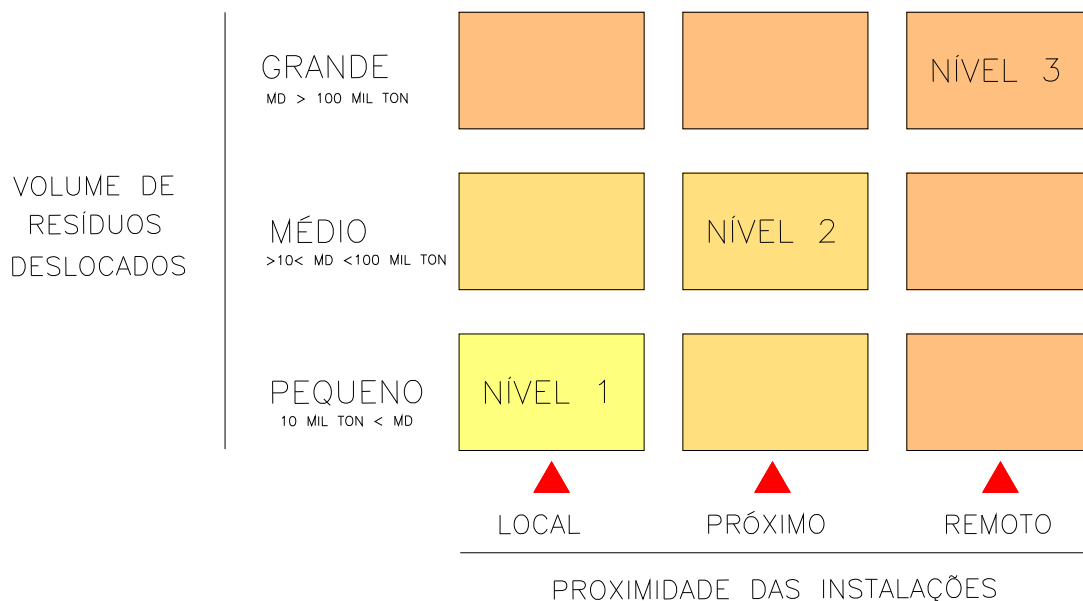 GRANDE
MD > 100 MIL TON
NÍVEL 3
VOLUME DE
RESÍDUOS
DESLOCADOS
MÉDIO
>10< MD <100 MIL TON
NÍVEL 2
PEQUENO
10 MIL TON < MD
NÍVEL 1
LOCAL
PRÓXIMO
REMOTO
PROXIMIDADE DAS INSTALAÇÕES